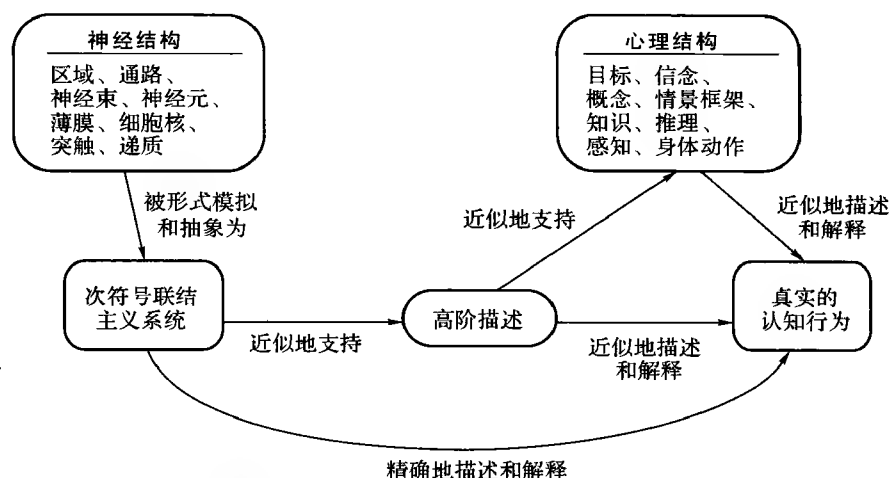 神经结构
区域、通路、
神经束、神经元、
薄膜、细胞核、
突触、递质
心理结构
目标、信念、
概念、情景框架、
知识、推理、
感知、身体动作
被形式模拟
和抽象为
近似地支持
近似地描述
和解释
次符号联结
主义系统
近似地支持
高阶描述
近似地描述
和解释
真实的
认知行为
精确地描述和解释